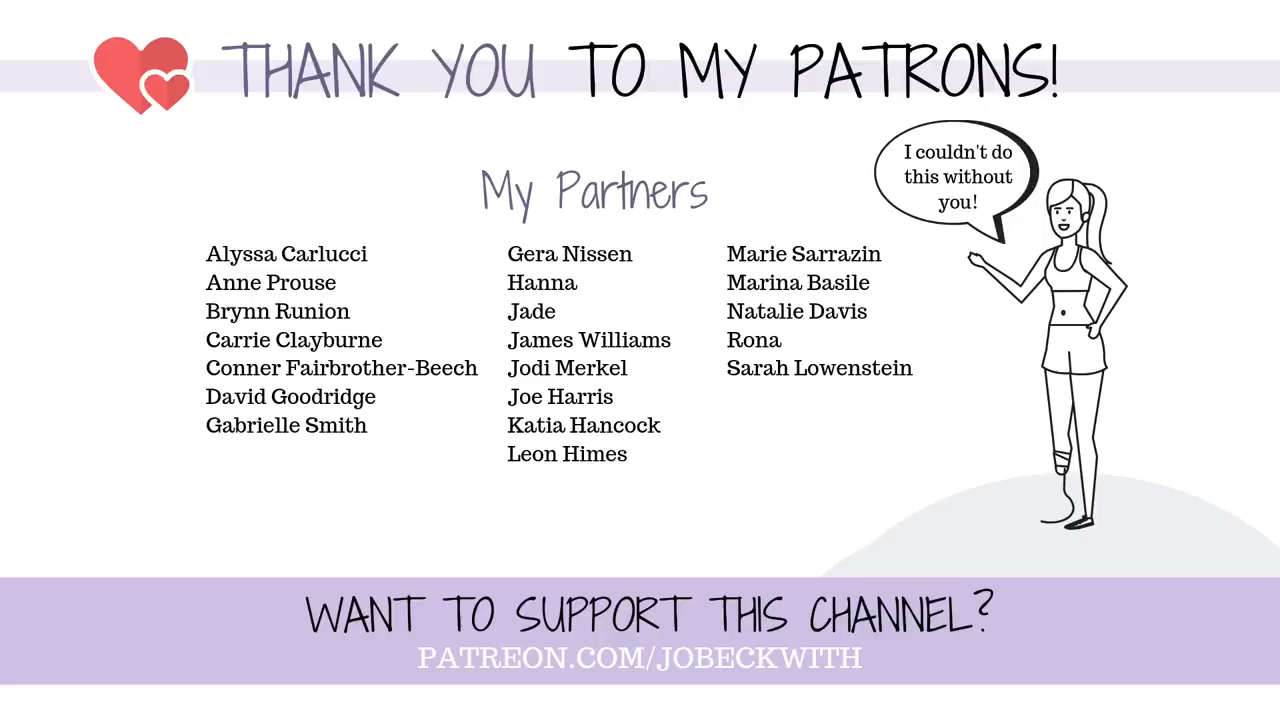 THANK YOU TO MY PATRONS!
I couldn't do
this without
you!
My Partners
Alyssa Carlucci
Anne Prouse
Brynn Runion
Carrie Clayburne
Conner Fairbrother-Beech
David Goodridge
Gabrielle Smith
Gera Nissen
Hanna
Jade
James Williams
Jodi Merkel
Joe Harris
Katia Hancock
Leon Himes
Marie Sarrazin
Marina Basile
Natalie Davis
Rona
Sarah Lowenstein
WANT TO SUPPORT THIS CHANNEL?
PATREON.COM/JOBECKWITH